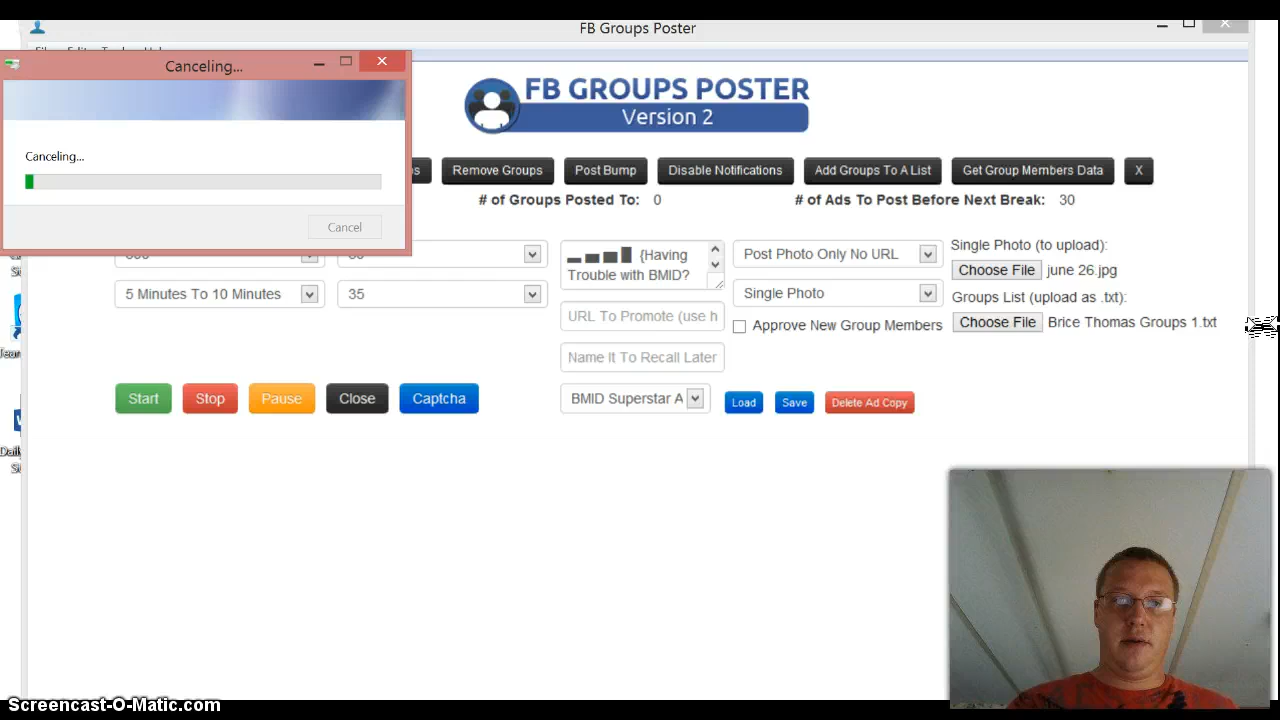 FB Groups Poster
Canceling...
FB GROUPS POSTER
Version 2
Canceling...
Remove Groups
Post Bump
Disable Notifications
Add Groups To A List
Get Group Members Data
X
# of Groups Posted To: 0
# of Ads To Post Before Next Break: 30
Cancel
{Having
Trouble with BMID?
Post Photo Only No URL
Single Photo (to upload):
Choose File june 26.jpg
5 Minutes To 10 Minutes
35
Single Photo
Groups List (upload as .txt):
URL To Promote (use h
Approve New Group Members
Choose File Brice Thomas Groups 1.txt
Name It To Recall Later
Start
Stop
Pause
Close
Captcha
BMID Superstar A
Load
Save
Delete Ad Copy
Screencast-O-Matic.com